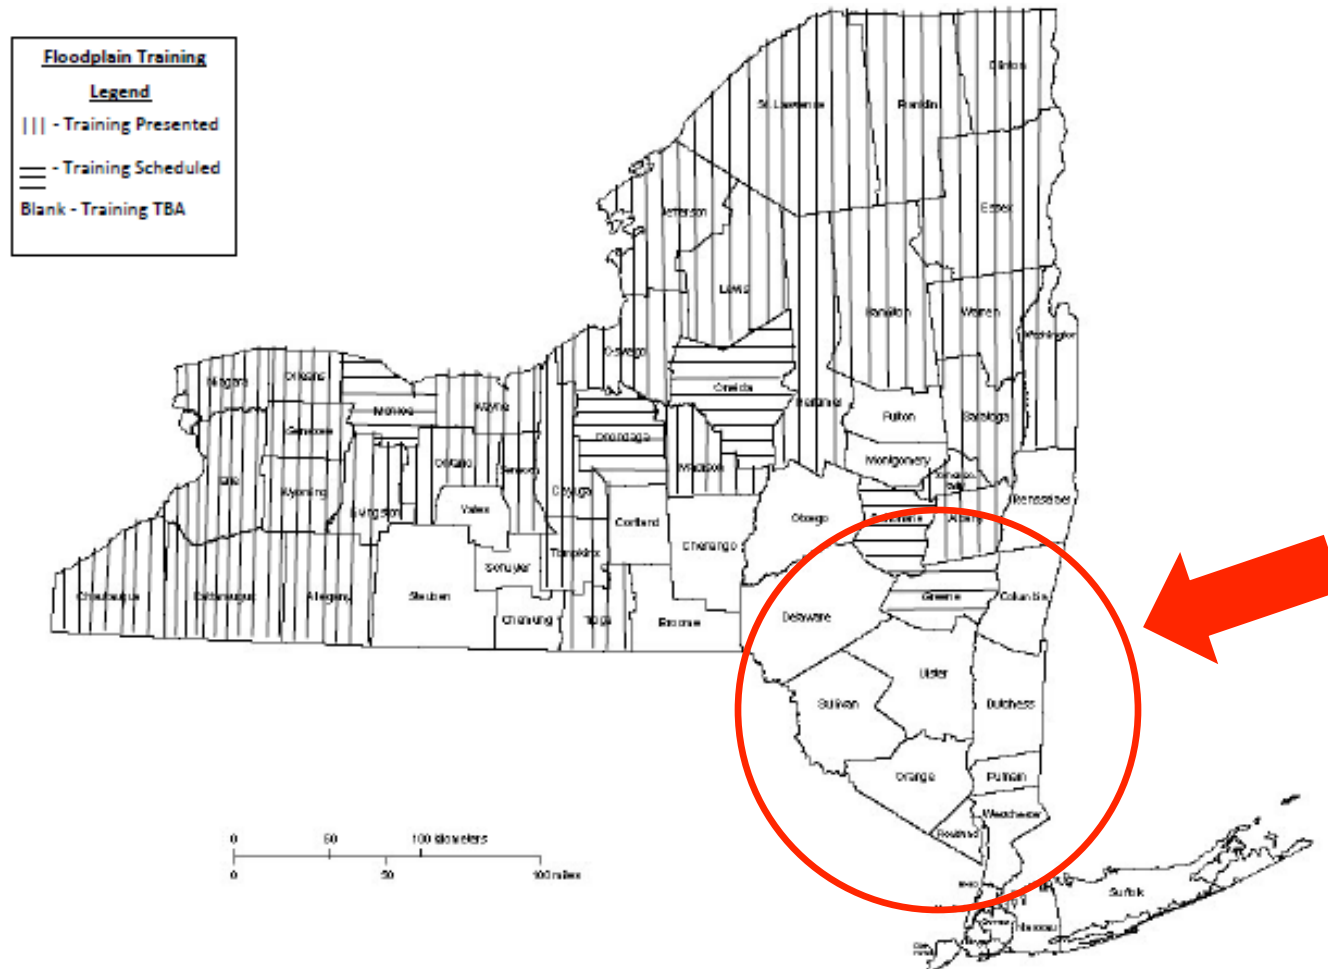 Floodplain Training
Legend
||| - Training Presented
- Training Scheduled
Blank - Training TBA
Clinton
St. Lawrence
Franklin
Essex
Jefferson
Lewis
Hamilton
Warren
Washington
Oswego
Oneida
Herkimer
Fulton
Saratoga
Niagara
Orleans
Monroe
Wayne
Genesee
Onondaga
Madison
Montgomery
Erie
Wyoming
Livingston
Ontario
Seneca
Cayuga
Yates
Cortland
Chenango
Otsego
Schoharie
Albany
Rensselaer
Schuyler
Tompkins
Chautauqua
Cattaraugus
Allegany
Steuben
Chemung
Tioga
Broome
Delaware
Greene
Columbia
Sullivan
Ulster
Dutchess
Orange
Putnam
Westchester
Rockland
Suffolk
Nassau
0 50 100 kilometers
0 50 100 miles